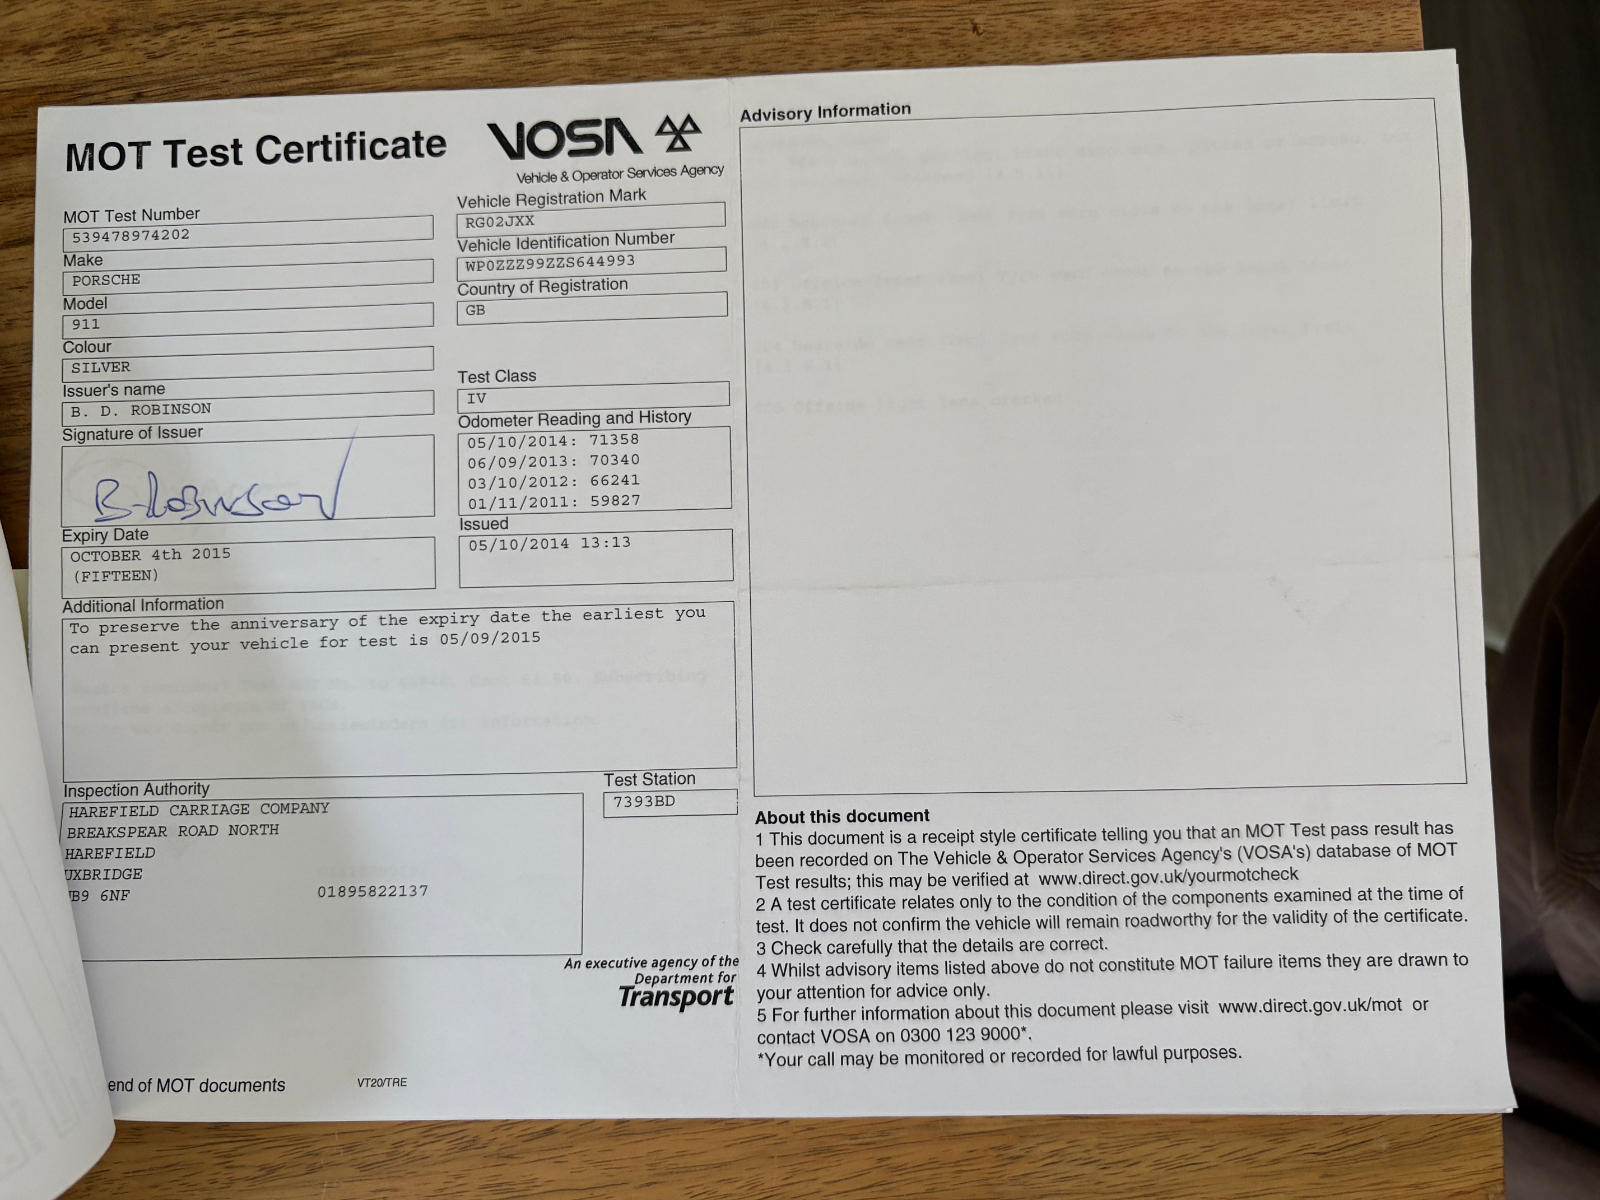 MOT Test Certificate
VOSA
Vehicle & Operator Services Agency
MOT Test Number
539478974202
Make
PORSCHE
Model
911
Colour
SILVER
Issuer's name
B. D. ROBINSON
Signature of Issuer
B. Robinson
Expiry Date
OCTOBER 4th 2015
(FIFTEEN)
Vehicle Registration Mark
RG02JXX
Vehicle Identification Number
WP0ZZZ99ZZS644993
Country of Registration
GB
Test Class
IV
Odometer Reading and History
05/10/2014: 71358
06/09/2013: 70340
03/10/2012: 66241
01/11/2011: 59827
Issued
05/10/2014 13:13
Additional Information
To preserve the anniversary of the expiry date the earliest you
can present your vehicle for test is 05/09/2015
Inspection Authority
HAREFIELD CARRIAGE COMPANY
BREAKSPEAR ROAD NORTH
HAREFIELD
UXBRIDGE
UB9 6NF 01895822137
Test Station
7393BD
An executive agency of the
Department for
Transport
end of MOT documents
VT20/TRE
Advisory Information
About this document
1 This document is a receipt style certificate telling you that an MOT Test pass result has
been recorded on The Vehicle & Operator Services Agency's (VOSA's) database of MOT
Test results; this may be verified at www.direct.gov.uk/yourmotcheck
2 A test certificate relates only to the condition of the components examined at the time of
test. It does not confirm the vehicle will remain roadworthy for the validity of the certificate.
3 Check carefully that the details are correct.
4 Whilst advisory items listed above do not constitute MOT failure items they are drawn to
your attention for advice only.
5 For further information about this document please visit www.direct.gov.uk/mot or
contact VOSA on 0300 123 9000*.
*Your call may be monitored or recorded for lawful purposes.